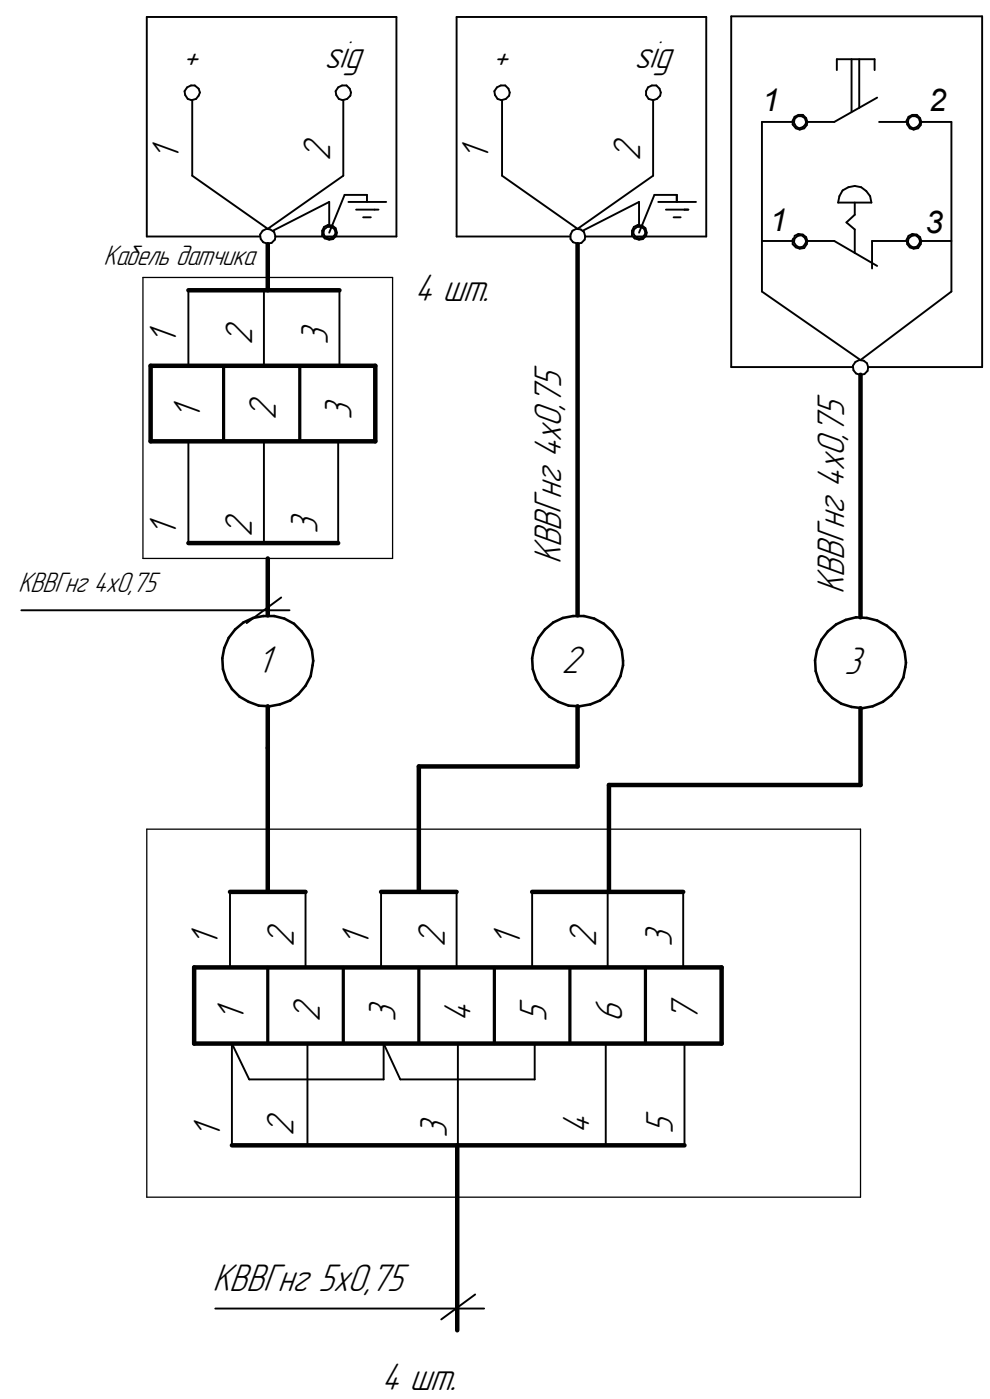 + sig
1 2
+ sig
1 2
1 2
1 3
Кабель датчика
4 шт.
1 2 3
1 2 3
1 2 3
КВВГнг 4х0,75
КВВГнг 4х0,75
КВВГнг 4х0,75
1
2
3
1 2 1 2 1 2 3
1 2 3 4 5 6 7
1 2 3 4 5
КВВГнг 5х0,75
4 шт.